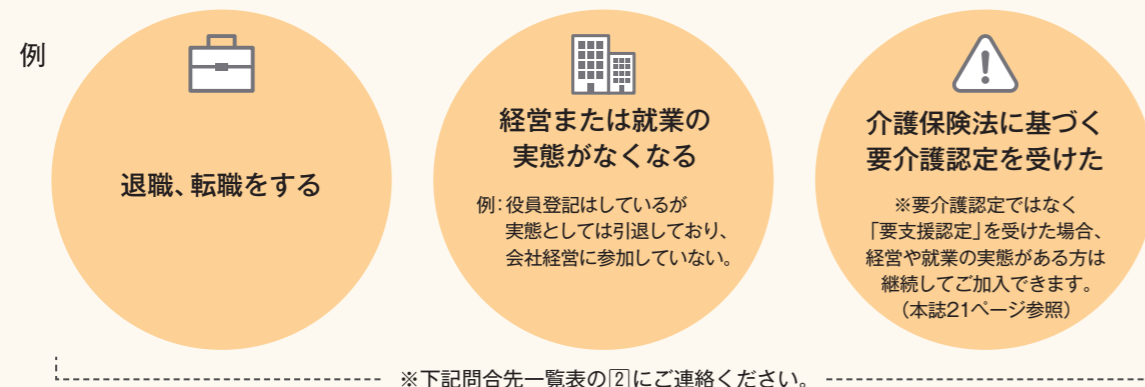 例
退職、転職をする
経営または就業の
実態がなくなる
例：役員登記はしているが
実態としては引退しており、
会社経営に参加していない。
介護保険法に基づく
要介護認定を受けた
※要介護認定ではなく
「要支援認定」を受けた場合、
経営や就業の実態がある方は
継続してご加入できます。
（本誌21ページ参照）
※下記問合先一覧表の2にご連絡ください。